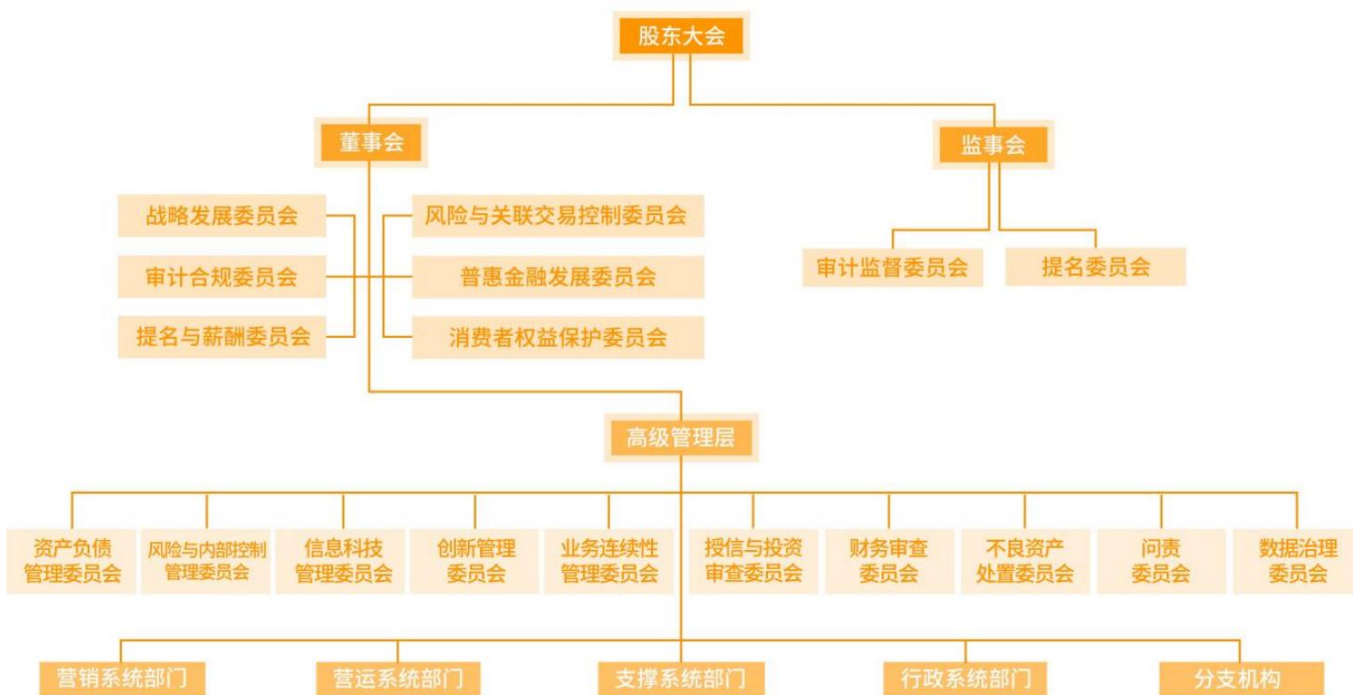 股东大会
董事会
监事会
战略发展委员会
风险与关联交易控制委员会
审计合规委员会
普惠金融发展委员会
提名与薪酬委员会
消费者权益保护委员会
审计监督委员会
提名委员会
高级管理层
资产负债
管理委员会
风险与内部控制
管理委员会
信息科技
管理委员会
创新管理
委员会
业务连续性
管理委员会
授信与投资
审查委员会
财务审查
委员会
不良资产
处置委员会
问责
委员会
数据治理
委员会
营销系统部门
营运系统部门
支撑系统部门
行政系统部门
分支机构